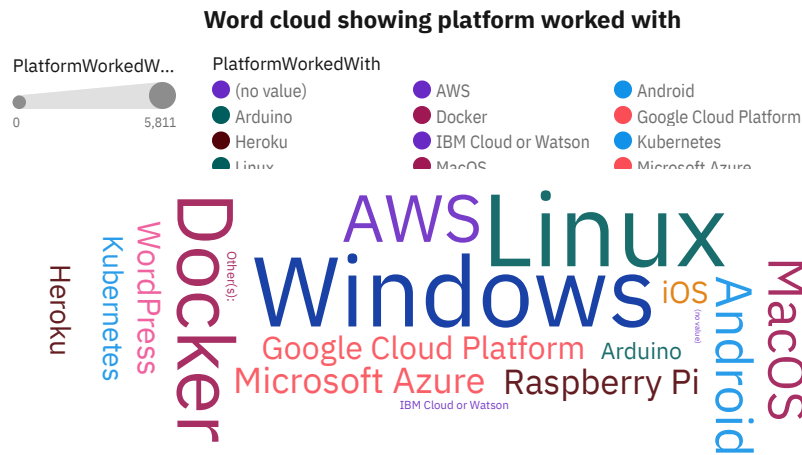 Word cloud showing platform worked with
PlatformWorkedW...
0
5,811
PlatformWorkedWith
(no value)
AWS
Android
Arduino
Docker
Google Cloud Platform
Heroku
IBM Cloud or Watson
Kubernetes
Linux
MacOS
Microsoft Azure
Heroku
Kubernetes
WordPress
Docker
Other(s):
AWS
Linux
Windows
iOS
(no value)
Google Cloud Platform
Arduino
Microsoft Azure
Raspberry Pi
IBM Cloud or Watson
Android
MacOS